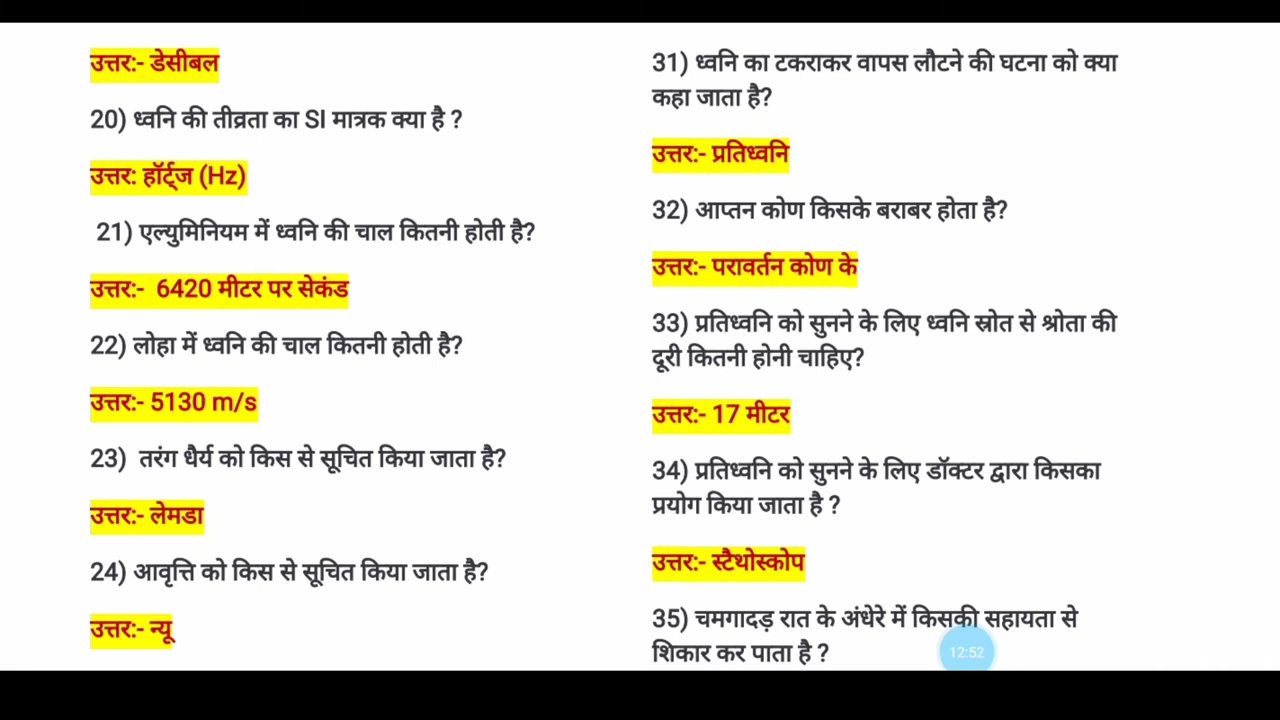 उत्तर:- डेसीबल
20) ध्वनि की तीव्रता का SI मात्रक क्या है ?
उत्तर: हॉर्ट्ज (Hz)
21) एल्युमिनियम में ध्वनि की चाल कितनी होती है?
उत्तर:- 6420 मीटर पर सेकंड
22) लोहा में ध्वनि की चाल कितनी होती है?
उत्तर:- 5130 m/s
23) तरंग धैर्य को किस से सूचित किया जाता है?
उत्तर:- लेमडा
24) आवृत्ति को किस से सूचित किया जाता है?
उत्तर:- न्यू
31) ध्वनि का टकराकर वापस लौटने की घटना को क्या
कहा जाता है?
उत्तर:- प्रतिध्वनि
32) आप्तन कोण किसके बराबर होता है?
उत्तर:- परावर्तन कोण के
33) प्रतिध्वनि को सुनने के लिए ध्वनि स्रोत से श्रोता की
दूरी कितनी होनी चाहिए?
उत्तर:- 17 मीटर
34) प्रतिध्वनि को सुनने के लिए डॉक्टर द्वारा किसका
प्रयोग किया जाता है ?
उत्तर:- स्टैथोस्कोप
35) चमगादड़ रात के अंधेरे में किसकी सहायता से
शिकार कर पाता है ?
12:52